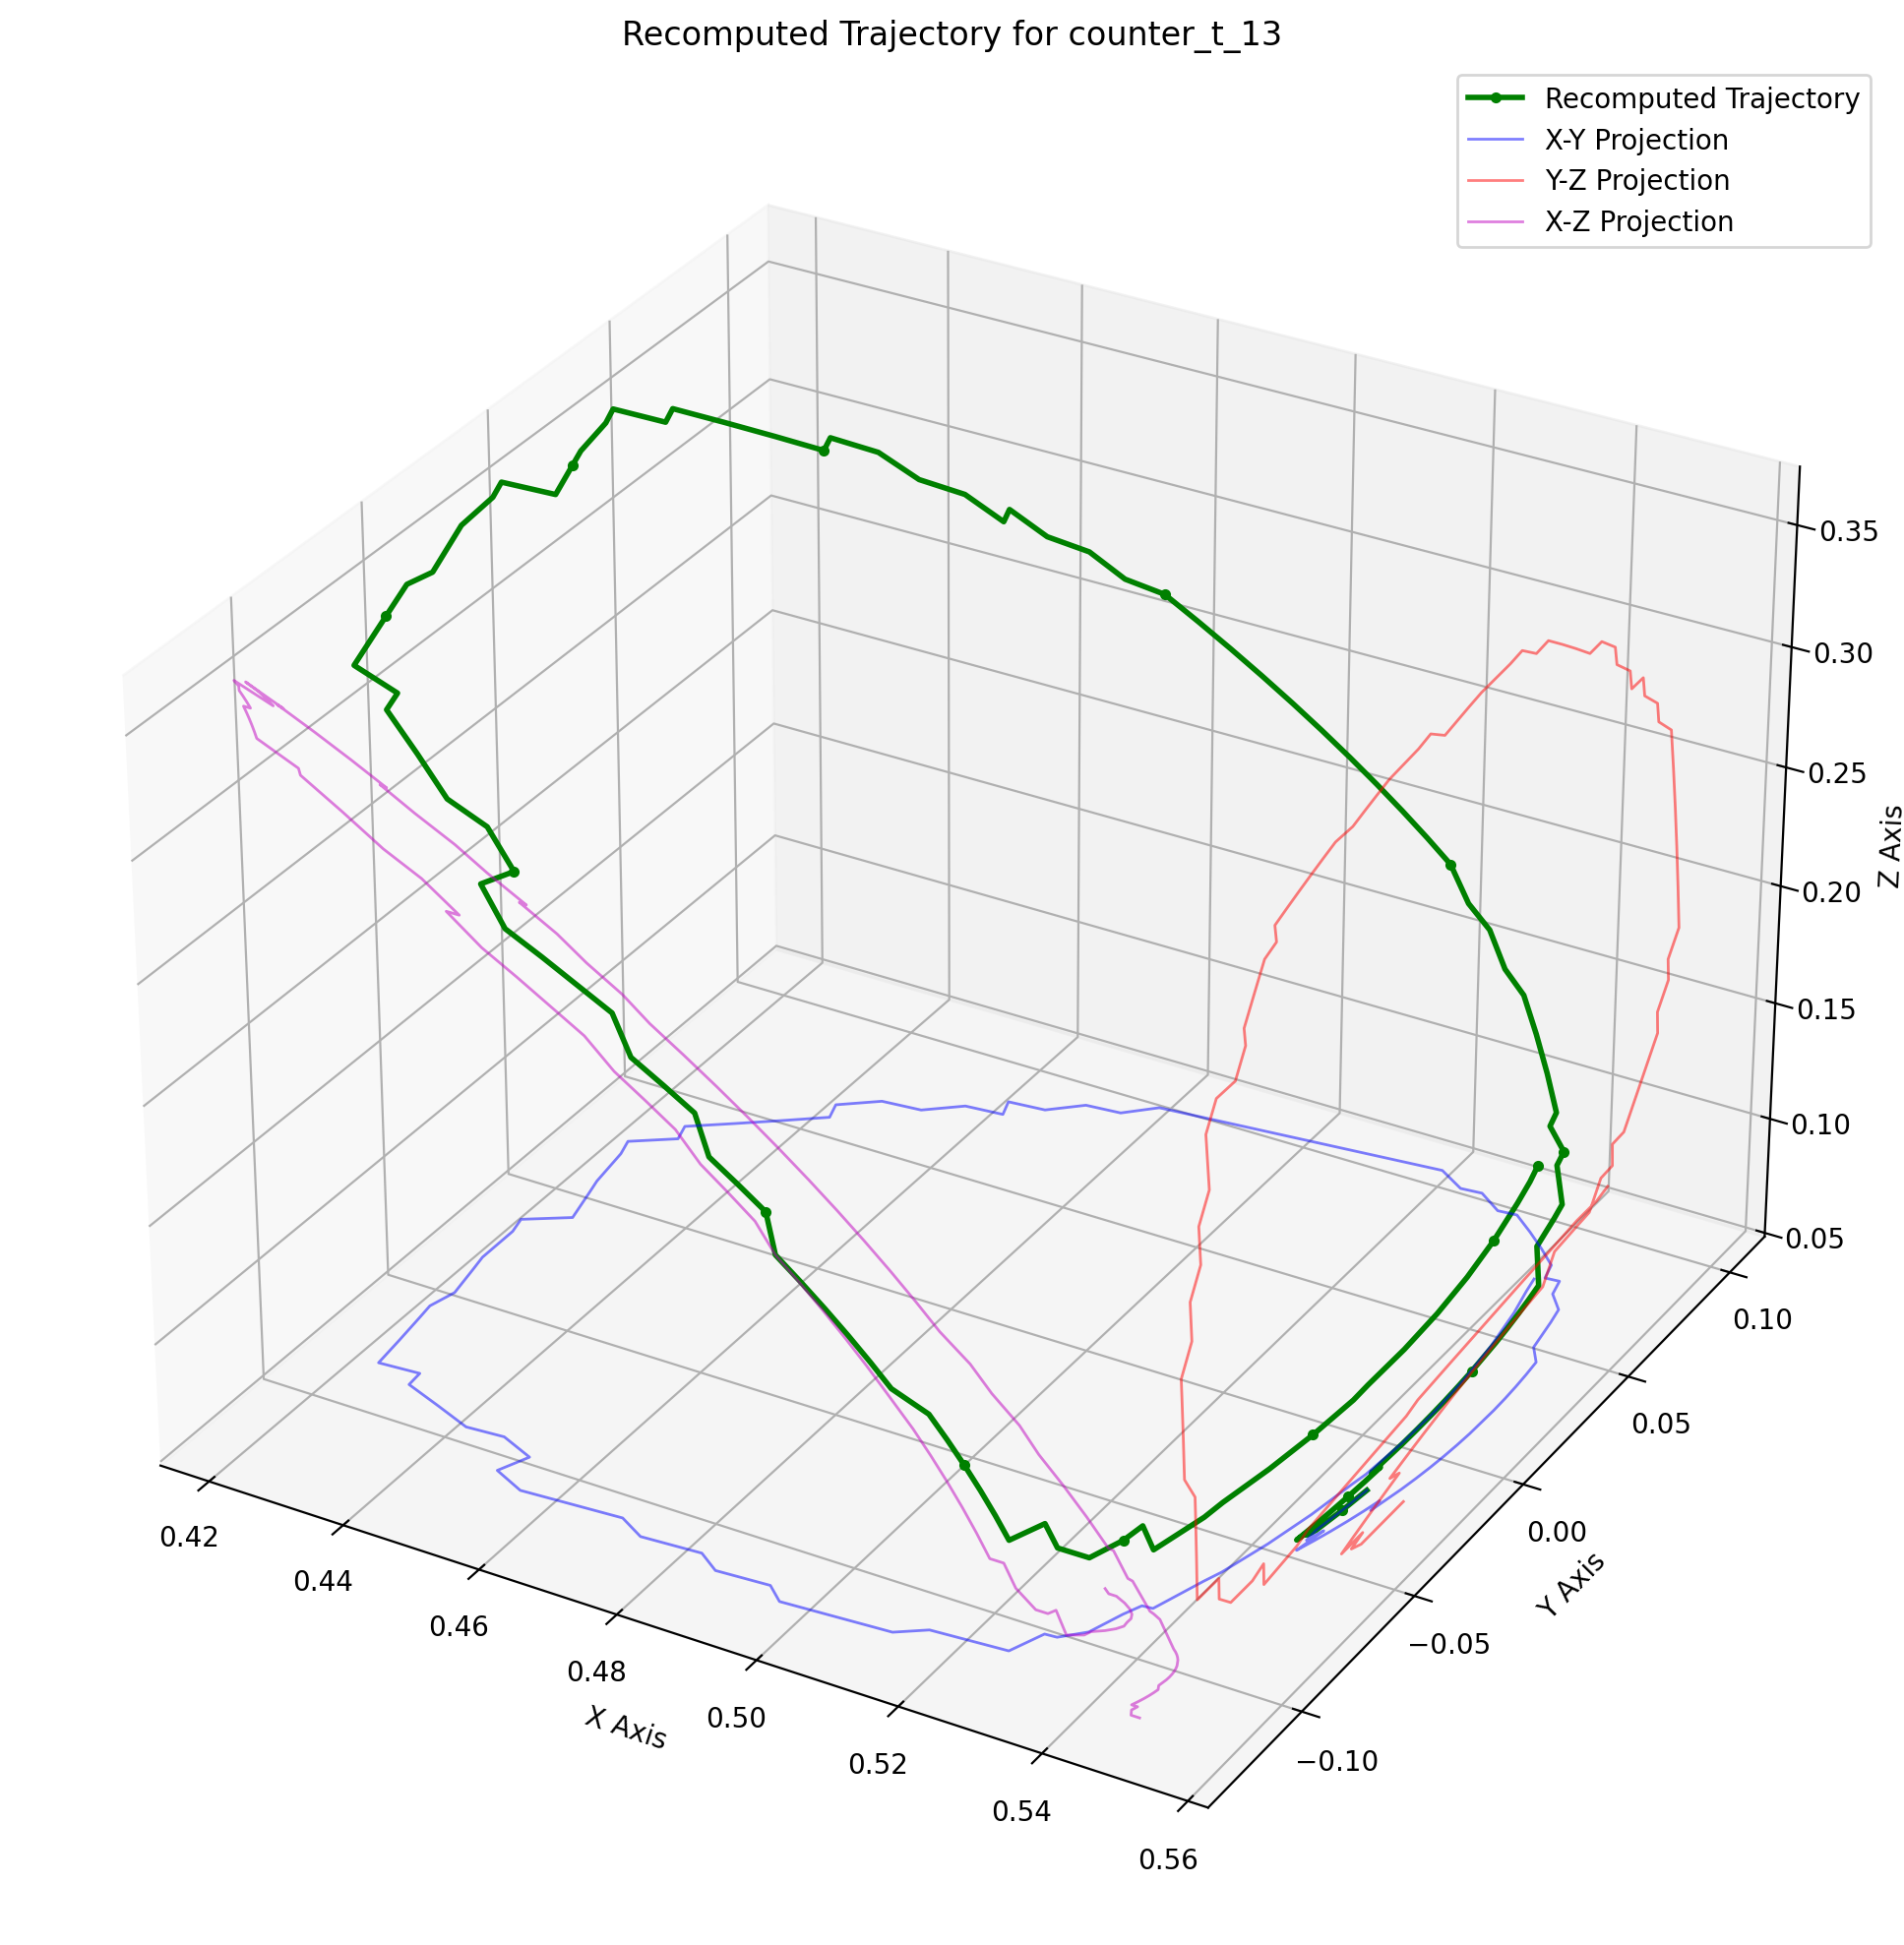 Recomputed Trajectory for counter_t_13
Recomputed Trajectory
X-Y Projection
Y-Z Projection
X-Z Projection
0.35
0.30
0.25
0.20
0.15
0.10
0.05
Z Axis
0.10
0.05
0.00
−0.05
−0.10
Y Axis
0.42
0.44
0.46
0.48
0.50
0.52
0.54
0.56
X Axis